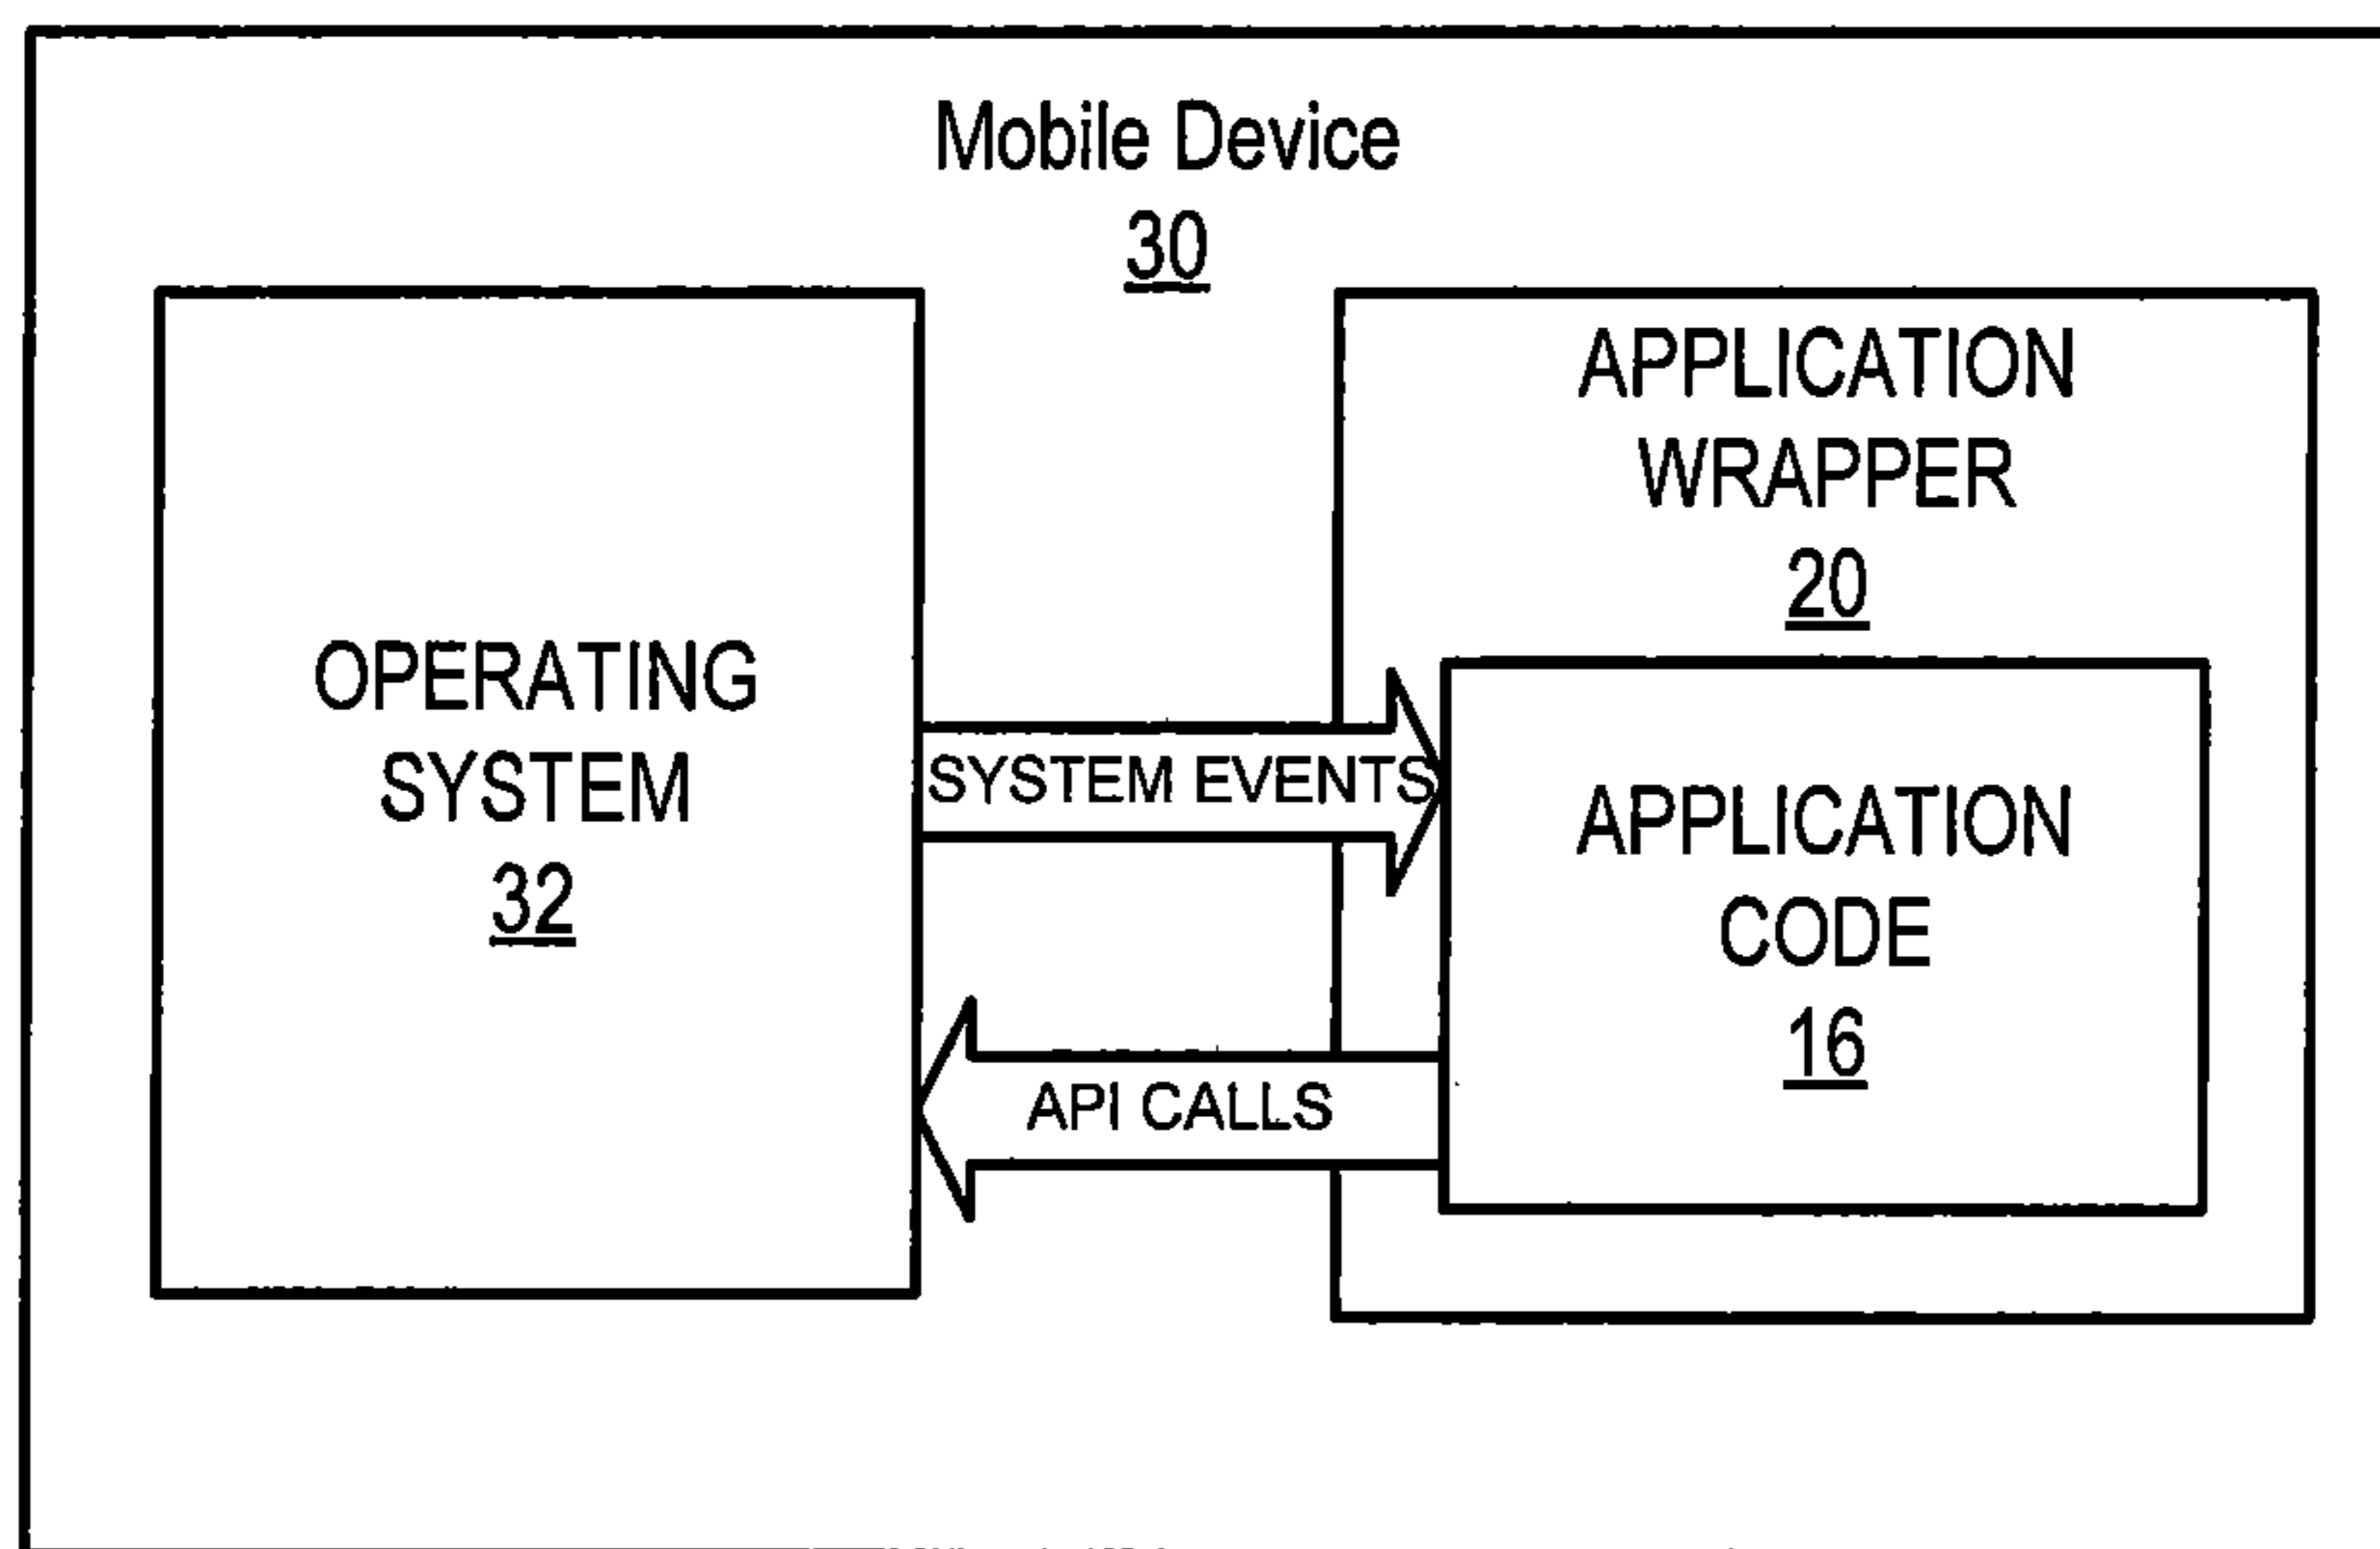 Mobile Device
30
OPERATING
SYSTEM
32
APPLICATION
WRAPPER
20
SYSTEM EVENTS
API CALLS
APPLICATION
CODE
16